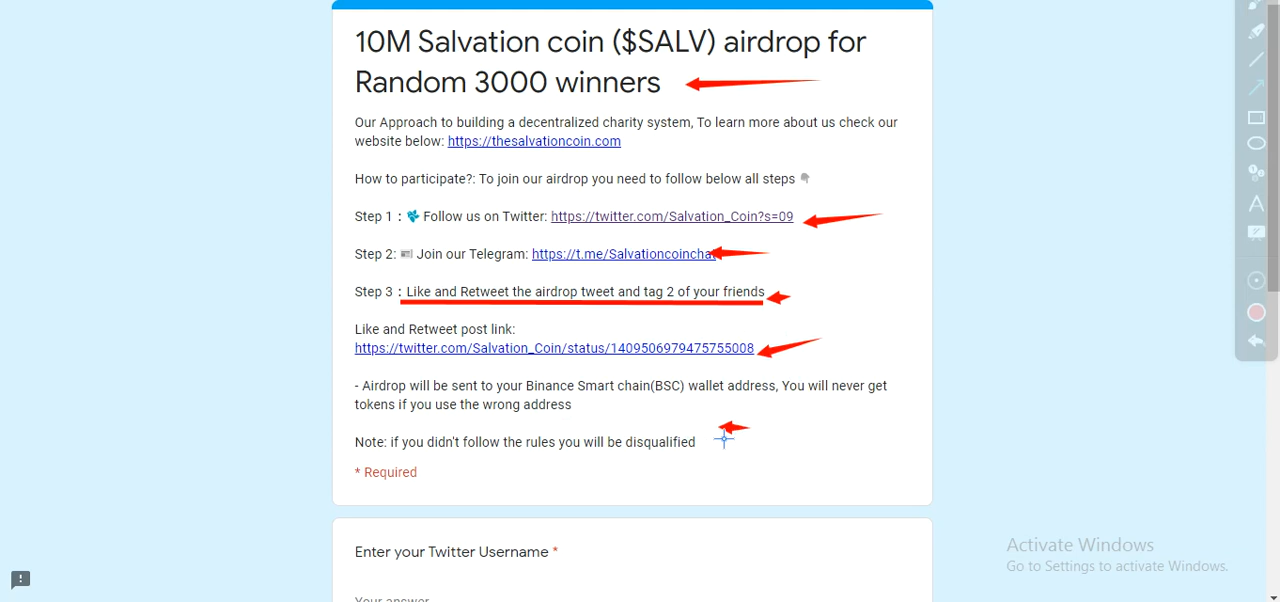 10M Salvation coin ($SALV) airdrop for
Random 3000 winners
Our Approach to building a decentralized charity system, To learn more about us check our
website below: https://thesalvationcoin.com
How to participate?: To join our airdrop you need to follow below all steps
Step 1 : Follow us on Twitter: https://twitter.com/Salvation_Coin?s=09
Step 2: Join our Telegram: https://t.me/Salvationcoinchat
Step 3 : Like and Retweet the airdrop tweet and tag 2 of your friends
Like and Retweet post link:
https://twitter.com/Salvation_Coin/status/1409506979475755008
- Airdrop will be sent to your Binance Smart chain(BSC) wallet address, You will never get
tokens if you use the wrong address
Note: if you didn't follow the rules you will be disqualified
* Required
Enter your Twitter Username *
Your answer
Activate Windows
Go to Settings to activate Windows.